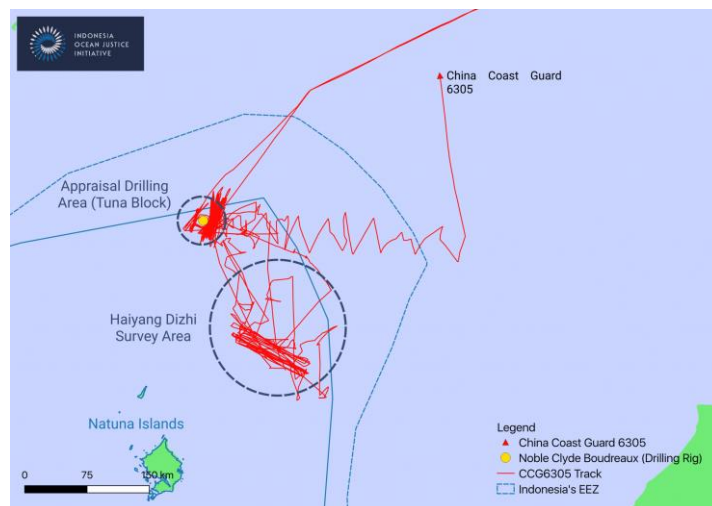 INDONESIA
OCEAN JUSTICE
INITIATIVE
China Coast Guard
6305
Appraisal Drilling
Area (Tuna Block)
Haiyang Dizhi
Survey Area
Natuna Islands
0 75 150 km
Legend
China Coast Guard 6305
Noble Clyde Boudreaux (Drilling Rig)
CCG6305 Track
Indonesia's EEZ